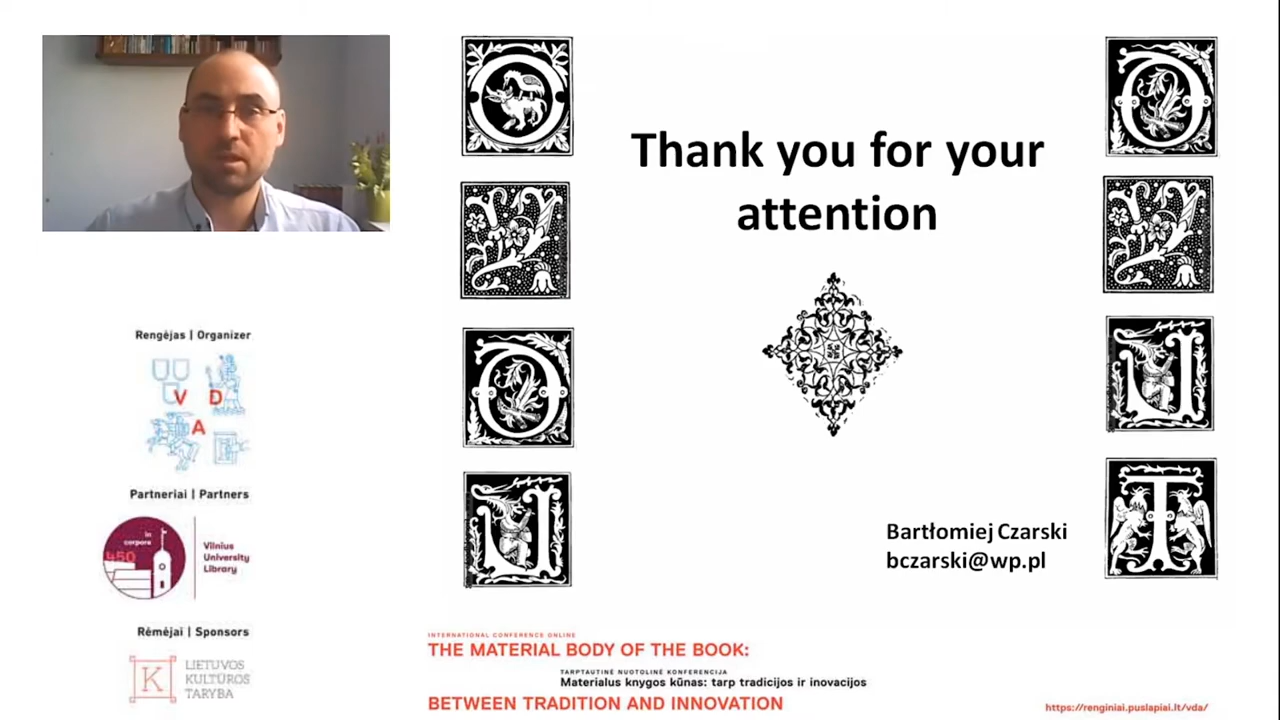 Thank you for your
attention
Bartłomiej Czarski
bczarski@wp.pl
Rengėjas | Organizer
V D
A
Partneriai | Partners
in
corpore
450
Vilnius
University
Library
Rėmėjai | Sponsors
K
LIETUVOS
KULTŪROS
TARYBA
INTERNATIONAL CONFERENCE ONLINE
THE MATERIAL BODY OF THE BOOK:
TARPTAUTINĖ NUOTOLINĖ KONFERENCIJA
Materialus knygos kūnas: tarp tradicijos ir inovacijos
BETWEEN TRADITION AND INNOVATION
https://renginiai.puslapiai.lt/vda/